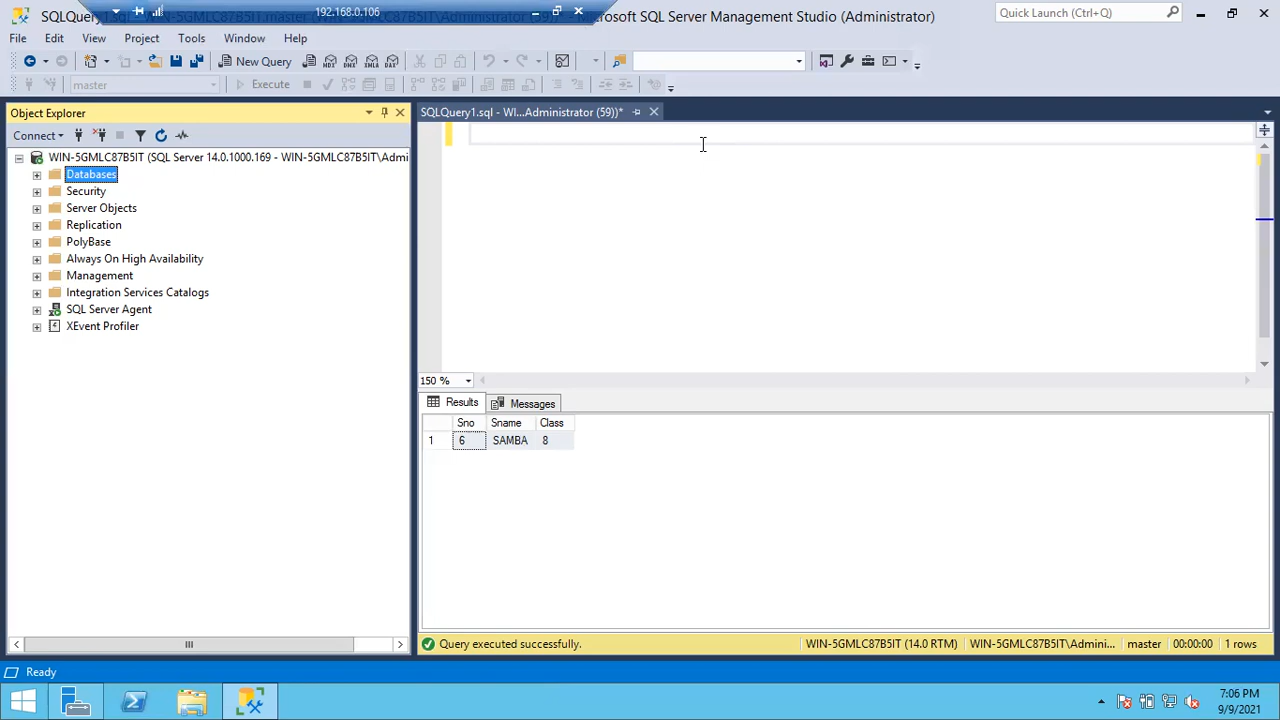 SQLQuery1.sql - WIN-5GMLC87B5IT.master (WIN-5GMLC87B5IT\Administrator (59))* - Microsoft SQL Server Management Studio (Administrator)
192.168.0.106
Quick Launch (Ctrl+Q)
File Edit View Project Tools Window Help
New Query
MDX DMX XMLA DAX
master Execute
Object Explorer
SQLQuery1.sql - WI...Administrator (59))*
Connect
WIN-5GMLC87B5IT (SQL Server 14.0.1000.169 - WIN-5GMLC87B5IT\Admi
Databases
Security
Server Objects
Replication
PolyBase
Always On High Availability
Management
Integration Services Catalogs
SQL Server Agent
XEvent Profiler
150 %
Results Messages
Sno Sname Class
1 6 SAMBA 8
Query executed successfully. WIN-5GMLC87B5IT (14.0 RTM) WIN-5GMLC87B5IT\Admini... master 00:00:00 1 rows
Ready
7:06 PM
9/9/2021